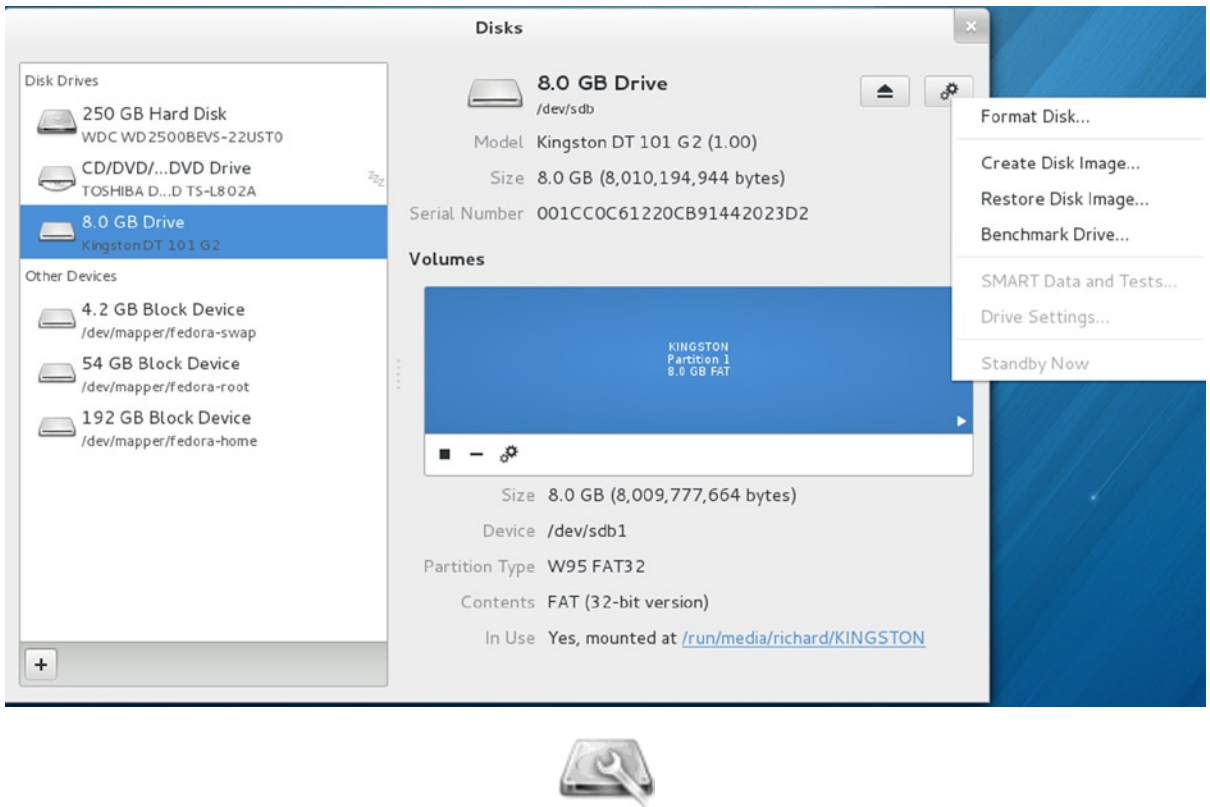 Disks
Disk Drives
250 GB Hard Disk
WDC WD2500BEVS-22UST0
CD/DVD/...DVD Drive
TOSHIBA D...D TS-L802A
zzz
8.0 GB Drive
Kingston DT 101 G2
Other Devices
4.2 GB Block Device
/dev/mapper/fedora-swap
54 GB Block Device
/dev/mapper/fedora-root
192 GB Block Device
/dev/mapper/fedora-home
8.0 GB Drive
/dev/sdb
Model Kingston DT 101 G2 (1.00)
Size 8.0 GB (8,010,194,944 bytes)
Serial Number 001CC0C61220CB91442023D2
Volumes
KINGSTON
Partition 1
8.0 GB FAT
Size 8.0 GB (8,009,777,664 bytes)
Device /dev/sdb1
Partition Type W95 FAT32
Contents FAT (32-bit version)
In Use Yes, mounted at /run/media/richard/KINGSTON
Format Disk...
Create Disk Image...
Restore Disk Image...
Benchmark Drive...
SMART Data and Tests...
Drive Settings...
Standby Now